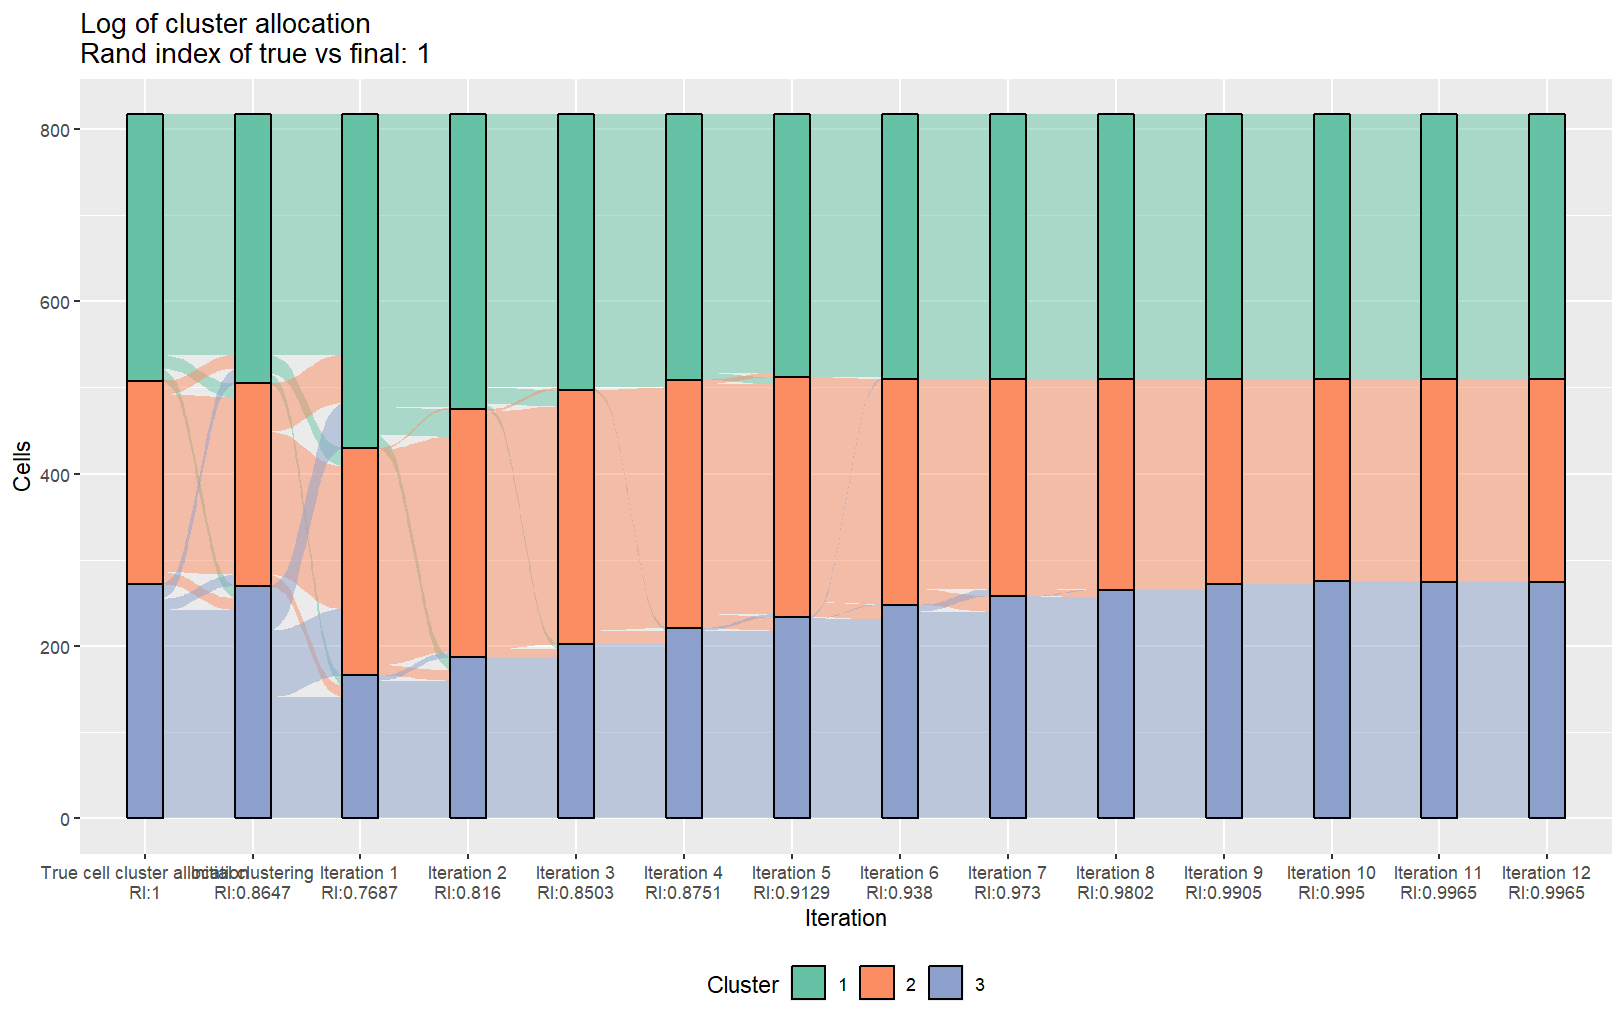 Log of cluster allocation
Rand index of true vs final: 1
Cells
800
600
400
200
0
True cell cluster allocation
RI:1
Initial clustering
RI:0.8647
Iteration 1
RI:0.7687
Iteration 2
RI:0.816
Iteration 3
RI:0.8503
Iteration 4
RI:0.8751
Iteration 5
RI:0.9129
Iteration 6
RI:0.938
Iteration 7
RI:0.973
Iteration 8
RI:0.9802
Iteration 9
RI:0.9905
Iteration 10
RI:0.995
Iteration 11
RI:0.9965
Iteration 12
RI:0.9965
Iteration
Cluster 1 2 3